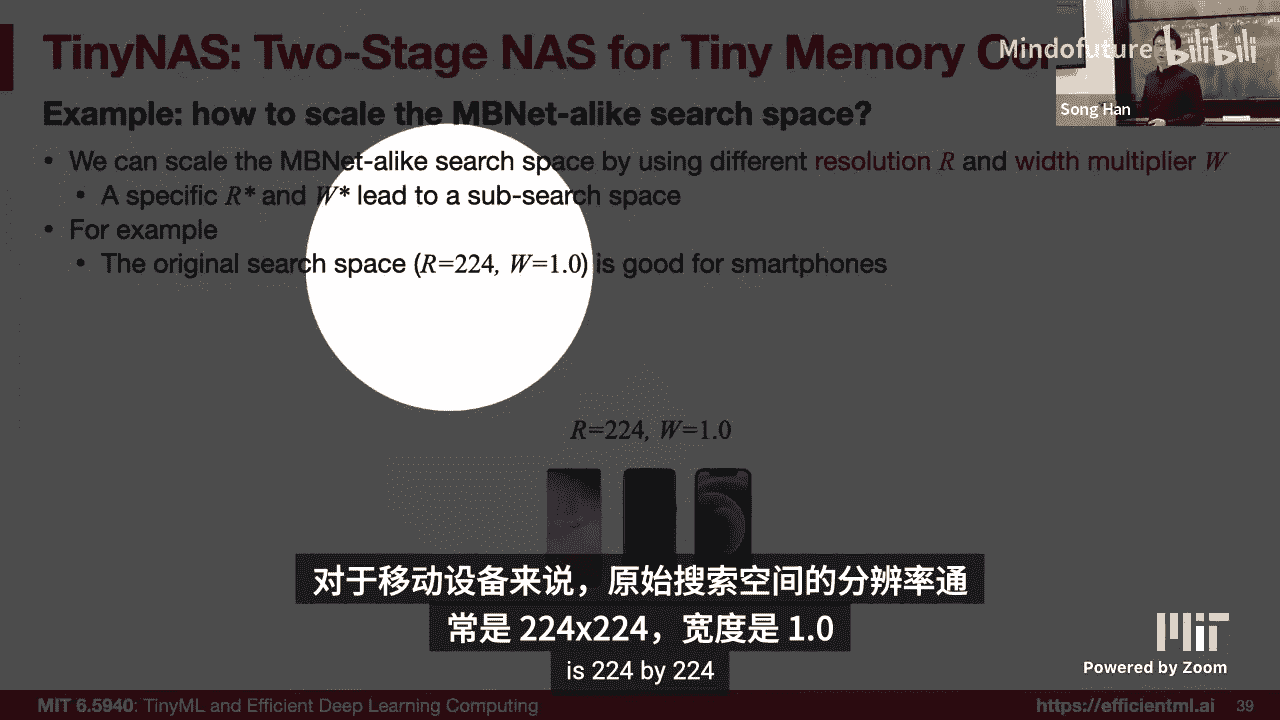 TinyNAS: Two-Stage NAS for Tiny Memory
Mindofuture bilibili
Song Han
Example: how to scale the MBNet-alike search space?
• We can scale the MBNet-alike search space by using different resolution R and width multiplier W
• A specific R* and W* lead to a sub-search space
• For example
• The original search space (R=224, W=1.0) is good for smartphones
R=224, W=1.0
对于移动设备来说，原始搜索空间的分辨率通
常是 224x224，宽度是 1.0
is 224 by 224
MIT
Powered by Zoom
MIT 6.5940: TinyML and Efficient Deep Learning Computing
https://efficientml.ai
39